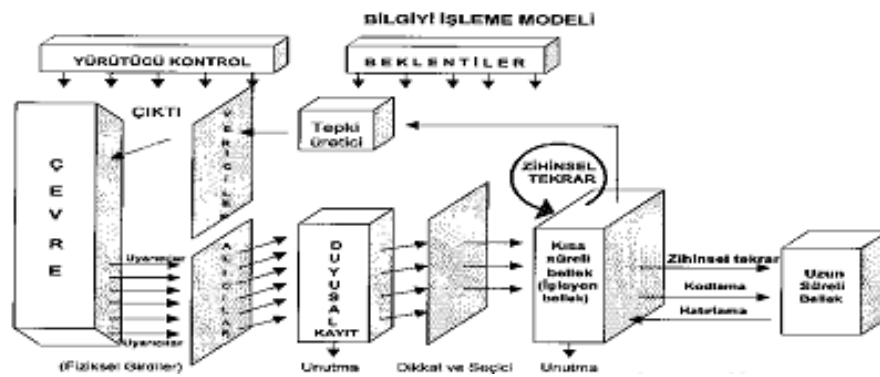 BİLGİYİ İŞLEME MODELİ
YÜRÜTÜCÜ KONTROL
BEKLENTİLER
ÇIKTI
VERİCİLER
Tepki
üretici
ZİHİNSEL
TEKRAR
ÇEVRE
Uyarıcılar
ALICILAR
DUYUSAL
KAYIT
Kısa
süreli
bellek
(İşleyen
bellek)
Zihinsel tekrar
Kodlama
Hatırlama
Uzun
Süreli
Bellek
Uyarıcılar
(Fiziksel Girdiler)
Unutma
Dikkat ve Seçici
Unutma